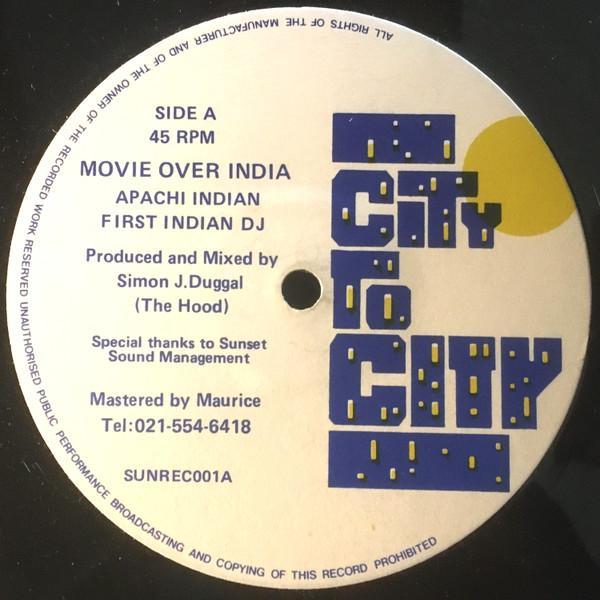 ALL RIGHTS OF THE MANUFACTURER AND OF THE OWNER OF THE RECORDED WORK RESERVED UNAUTHORISED PUBLIC PERFORMANCE BROADCASTING AND COPYING OF THIS RECORD PROHIBITED
SIDE A
45 RPM
MOVIE OVER INDIA
APACHI INDIAN
FIRST INDIAN DJ
Produced and Mixed by
Simon J.Duggal
(The Hood)
Special thanks to Sunset
Sound Management
Mastered by Maurice
Tel:021-554-6418
SUNREC001A
CiTY
To
CITY